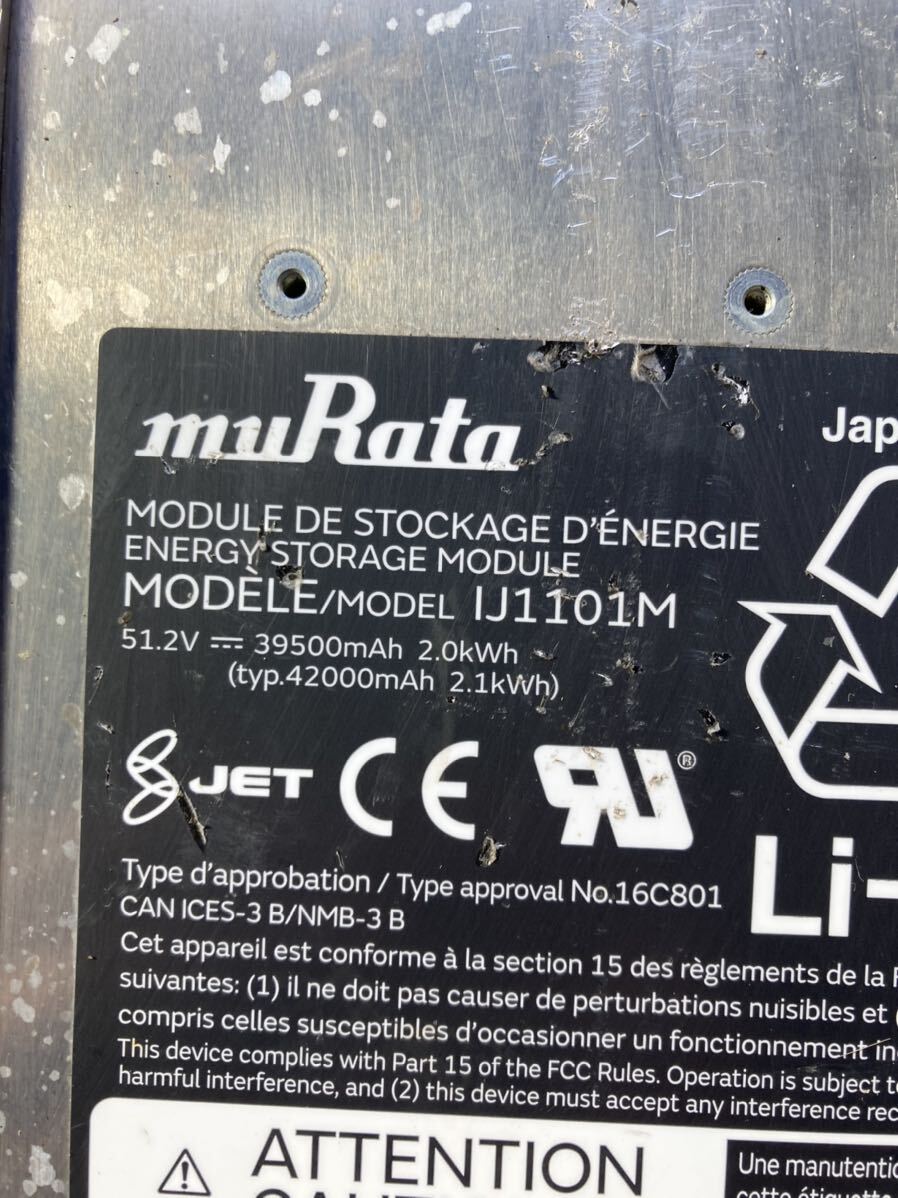 muRata
Jap
MODULE DE STOCKAGE D'ÉNERGIE
ENERGY STORAGE MODULE
MODÈLE/MODEL IJ1101M
51.2V ⎓ 39500mAh 2.0kWh
(typ.42000mAh 2.1kWh)
JET CE RU®
Li-
Type d'approbation / Type approval No.16C801
CAN ICES-3 B/NMB-3 B
Cet appareil est conforme à la section 15 des règlements de la F
suivantes: (1) il ne doit pas causer de perturbations nuisibles et (
compris celles susceptibles d'occasionner un fonctionnement in
This device complies with Part 15 of the FCC Rules. Operation is subject t
harmful interference, and (2) this device must accept any interference rec
ATTENTION
Une manutentio